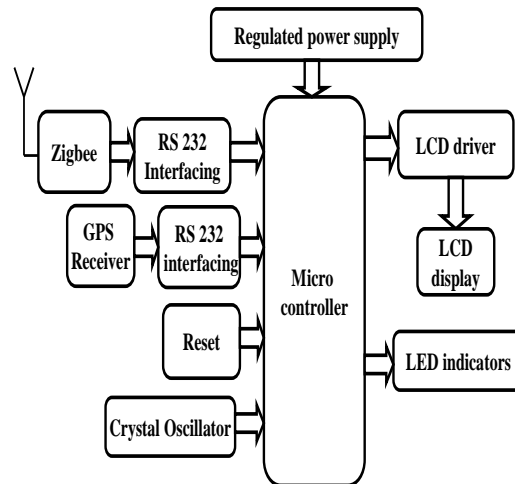 Regulated power supply
Zigbee
RS 232
Interfacing
LCD driver
GPS
Receiver
RS 232
interfacing
LCD
display
Micro
controller
Reset
LED indicators
Crystal Oscillator